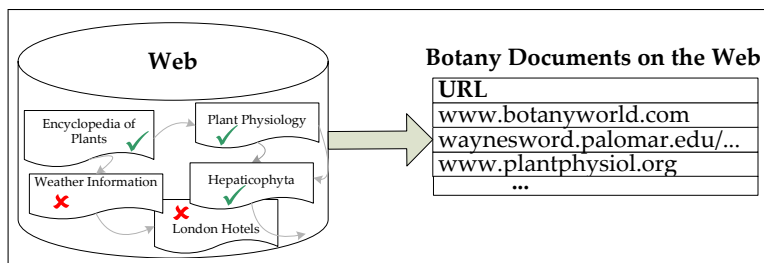 Web
Encyclopedia of
Plants
Plant Physiology
Weather Information
Hepaticophyta
London Hotels
Botany Documents on the Web
URL
www.botanyworld.com
waynesword.palomar.edu/...
www.plantphysiol.org
...